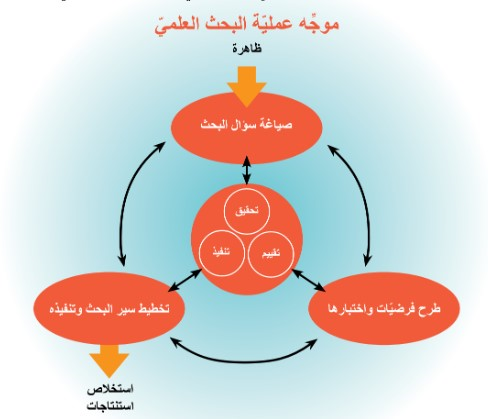 موجِّه عمليّة البحث العلميّ
ظاهرة
صياغة سؤال البحث
تحقيق
تقييم
تنفيذ
طرح فرضيّات واختبارها
تخطيط سير البحث وتنفيذه
استخلاص
استنتاجات